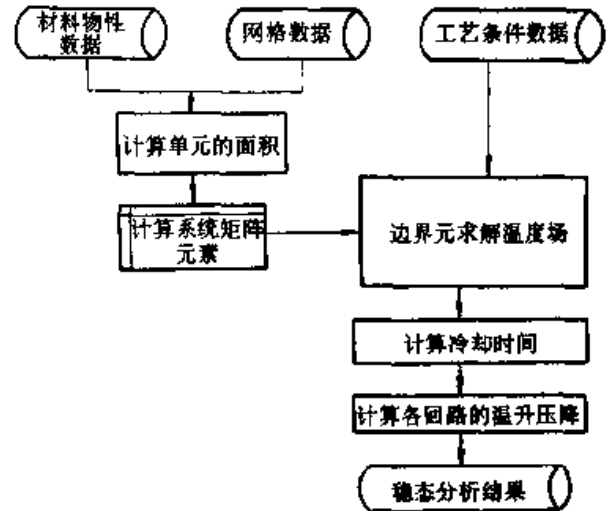 材料物性
数据
网格数据
工艺条件数据
计算单元的面积
计算系统矩阵
元素
边界元求解温度场
计算冷却时间
计算各回路的温升压降
稳态分析结果